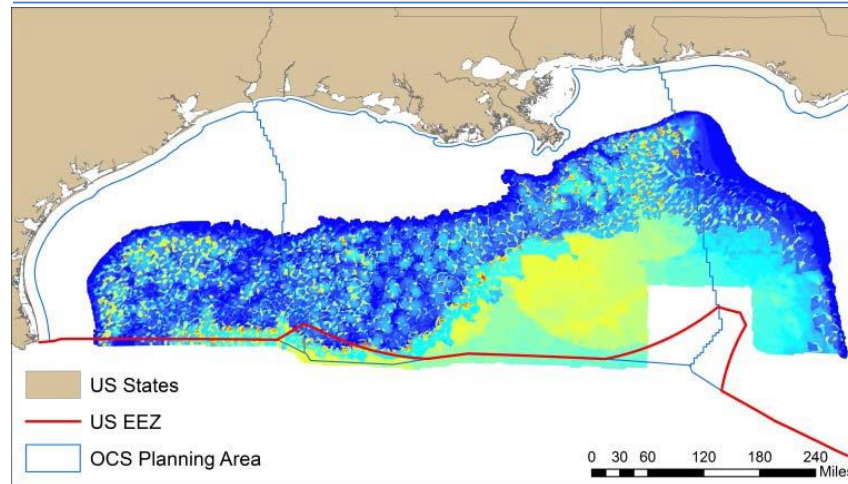 US States
US EEZ
OCS Planning Area
0 30 60 120 180 240
Miles